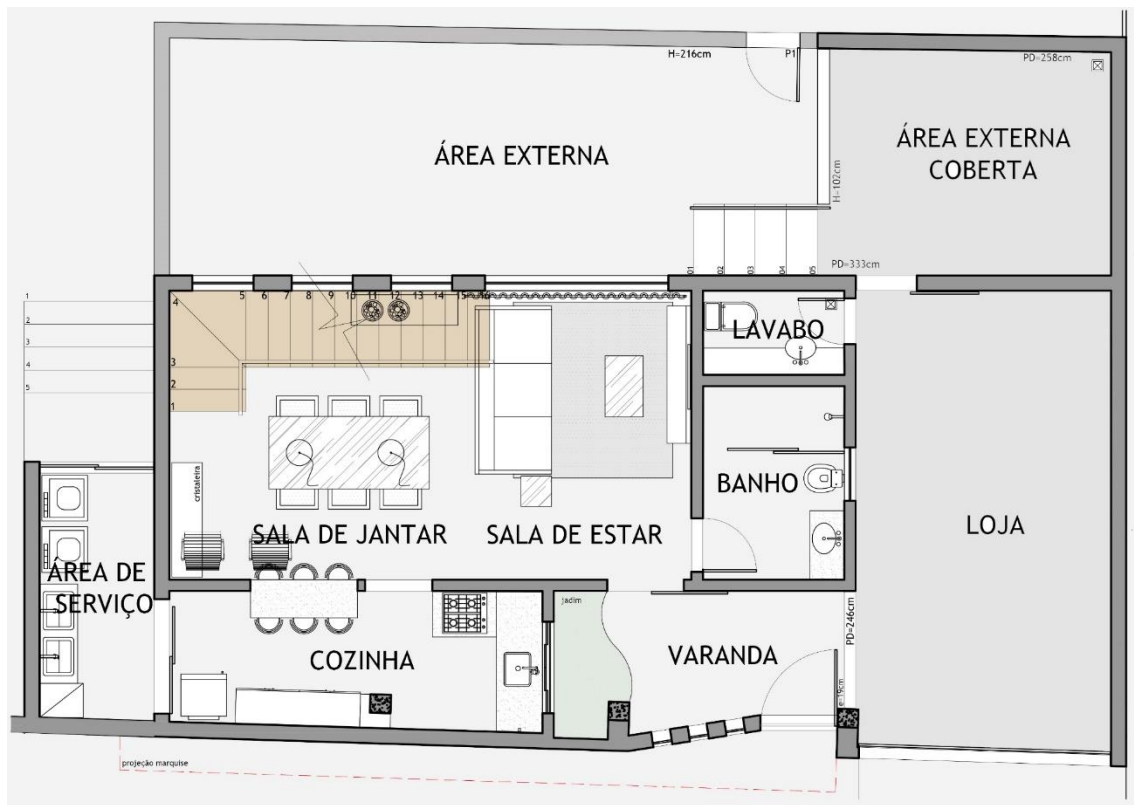 H=216cm
P1
PD=258cm
ÁREA EXTERNA
ÁREA EXTERNA
COBERTA
H=102cm
01
02
03
04
05
PD=333cm
1
2
3
4
5
4
5
6
7
8
9
10
11
12
13
14
15
16
3
2
1
LAVABO
cristaleira
BANHO
SALA DE JANTAR
SALA DE ESTAR
LOJA
ÁREA DE
SERVIÇO
jadim
PD=246cm
COZINHA
VARANDA
e=19cm
projeção marquise